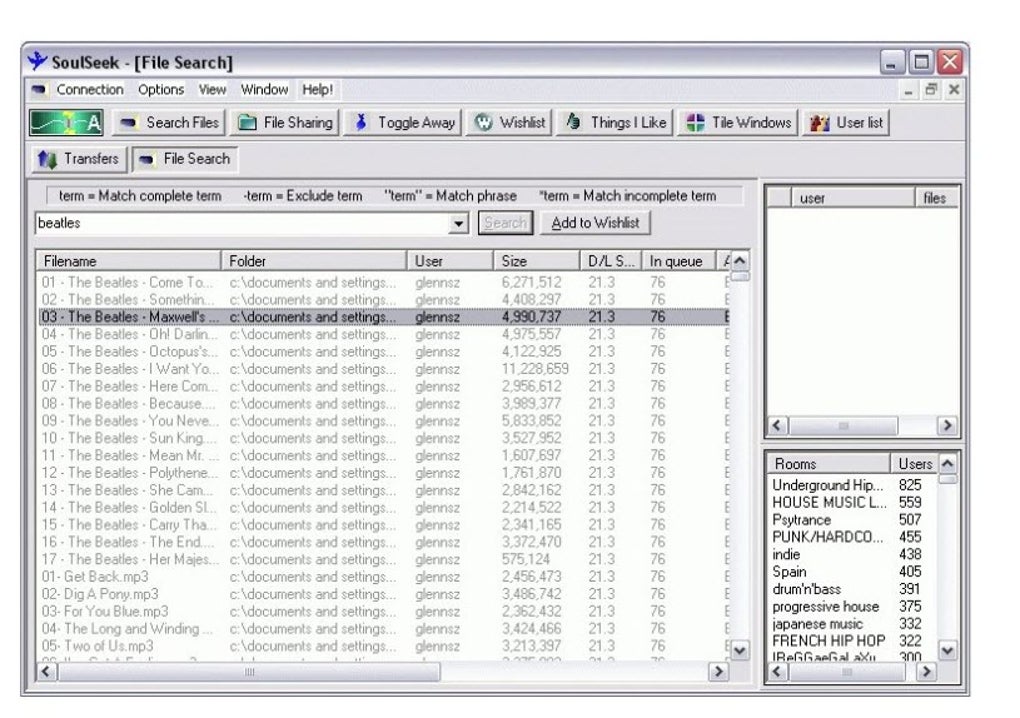 SoulSeek - [File Search]
Connection Options View Window Help!
A Search Files File Sharing Toggle Away Wishlist Things I Like Tile Windows User list
Transfers File Search
term = Match complete term -term = Exclude term "term" = Match phrase *term = Match incomplete term
beatles Search Add to Wishlist
Filename Folder User Size D/L S... In queue
01 - The Beatles - Come To... c:\documents and settings... glennsz 6,271,512 21.3 76
02 - The Beatles - Somethin... c:\documents and settings... glennsz 4,408,297 21.3 76
03 - The Beatles - Maxwell's ... c:\documents and settings... glennsz 4,990,737 21.3 76
04 - The Beatles - Oh! Darlin... c:\documents and settings... glennsz 4,975,557 21.3 76
05 - The Beatles - Octopus's... c:\documents and settings... glennsz 4,122,925 21.3 76
06 - The Beatles - I Want Yo... c:\documents and settings... glennsz 11,228,659 21.3 76
07 - The Beatles - Here Com... c:\documents and settings... glennsz 2,956,612 21.3 76
08 - The Beatles - Because.... c:\documents and settings... glennsz 3,989,377 21.3 76
09 - The Beatles - You Neve... c:\documents and settings... glennsz 5,833,852 21.3 76
10 - The Beatles - Sun King.... c:\documents and settings... glennsz 3,527,952 21.3 76
11 - The Beatles - Mean Mr. ... c:\documents and settings... glennsz 1,607,697 21.3 76
12 - The Beatles - Polythene... c:\documents and settings... glennsz 1,761,870 21.3 76
13 - The Beatles - She Cam... c:\documents and settings... glennsz 2,842,162 21.3 76
14 - The Beatles - Golden Sl... c:\documents and settings... glennsz 2,214,522 21.3 76
15 - The Beatles - Carry Tha... c:\documents and settings... glennsz 2,341,165 21.3 76
16 - The Beatles - The End.... c:\documents and settings... glennsz 3,372,470 21.3 76
17 - The Beatles - Her Majes... c:\documents and settings... glennsz 575,124 21.3 76
01- Get Back.mp3 c:\documents and settings... glennsz 2,456,473 21.3 76
02- Dig A Pony.mp3 c:\documents and settings... glennsz 3,486,742 21.3 76
03- For You Blue.mp3 c:\documents and settings... glennsz 2,362,432 21.3 76
04- The Long and Winding ... c:\documents and settings... glennsz 3,424,466 21.3 76
05- Two of Us.mp3 c:\documents and settings... glennsz 3,213,397 21.3 76
user files
Rooms Users
Underground Hip... 825
HOUSE MUSIC L... 559
Psytrance 507
PUNK/HARDCO... 455
indie 438
Spain 405
drum'n'bass 391
progressive house 375
japanese music 332
FRENCH HIP HOP 322
300